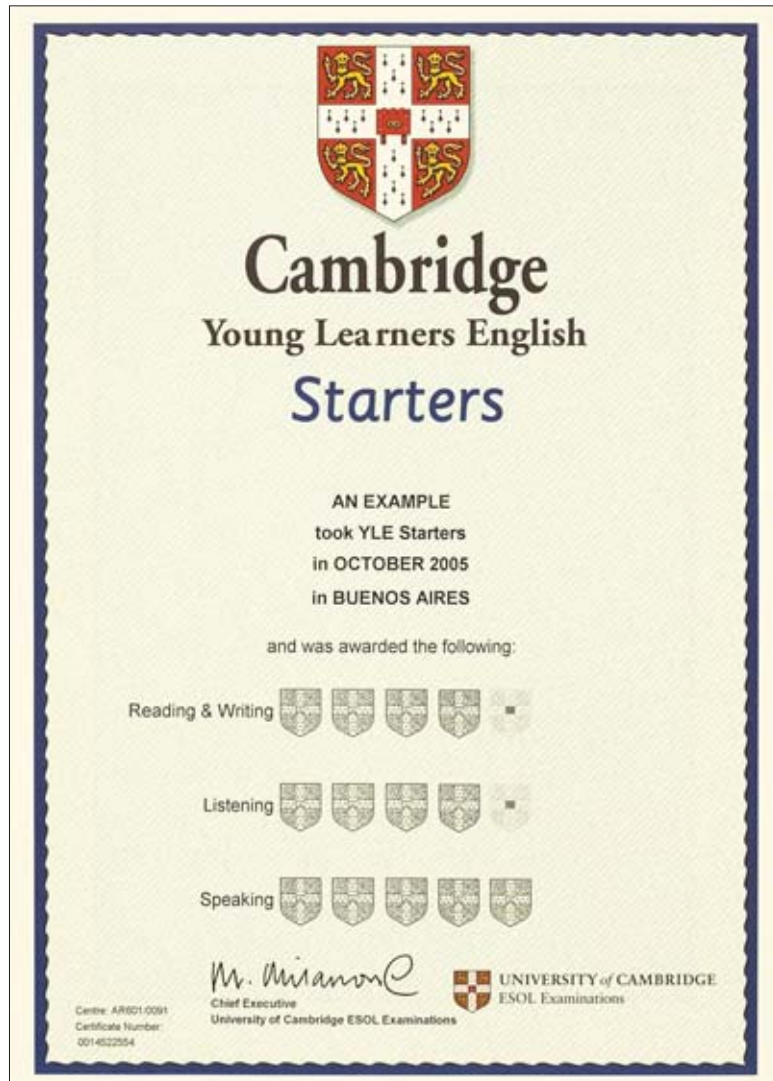 Cambridge
Young Learners English
Starters
AN EXAMPLE
took YLE Starters
in OCTOBER 2005
in BUENOS AIRES
and was awarded the following:
Reading & Writing
Listening
Speaking
Chief Executive
University of Cambridge ESOL Examinations
UNIVERSITY of CAMBRIDGE
ESOL Examinations
Centre: AR601/0091
Certificate Number:
0014522554